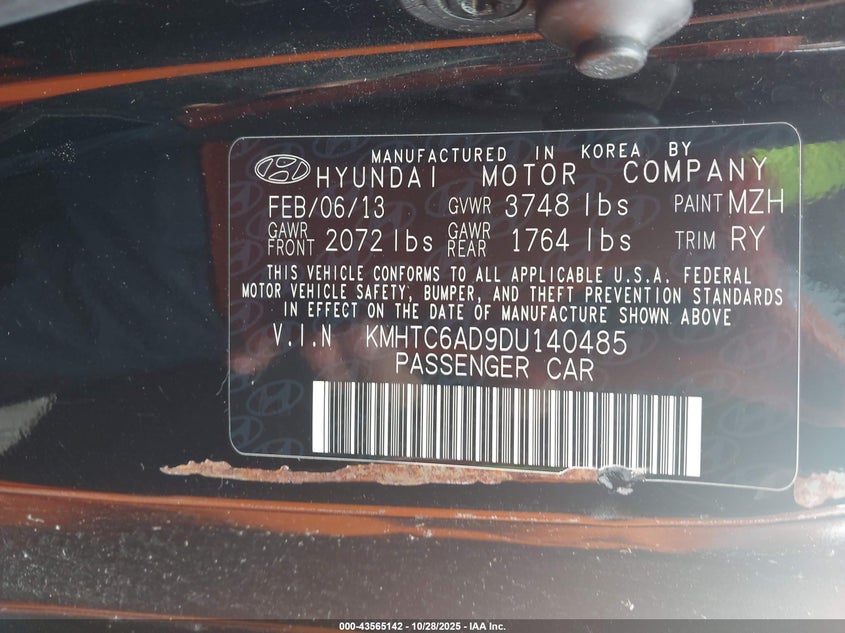 MANUFACTURED IN KOREA BY
HYUNDAI MOTOR COMPANY
FEB/06/13 GVWR 3748 lbs PAINT MZH
GAWR FRONT 2072 lbs GAWR REAR 1764 lbs TRIM RY
THIS VEHICLE CONFORMS TO ALL APPLICABLE U.S.A. FEDERAL
MOTOR VEHICLE SAFETY, BUMPER, AND THEFT PREVENTION STANDARDS
IN EFFECT ON THE DATE OF MANUFACTURE SHOWN ABOVE
V.I.N KMHTC6AD9DU140485
PASSENGER CAR
000-43565142 - 10/28/2025 - IAA Inc.